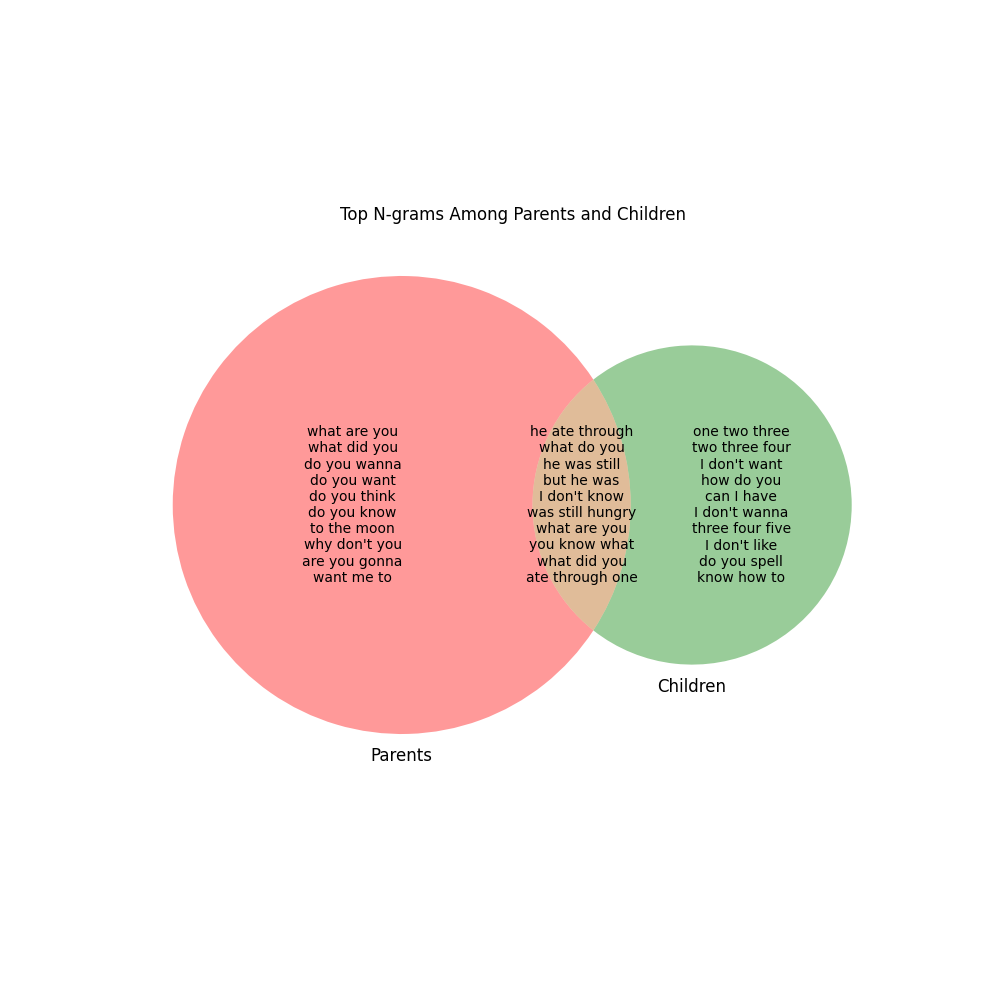 Top N-grams Among Parents and Children
what are you
what did you
do you wanna
do you want
do you think
do you know
to the moon
why don't you
are you gonna
want me to
he ate through
what do you
he was still
but he was
I don't know
was still hungry
what are you
you know what
what did you
ate through one
one two three
two three four
I don't want
how do you
can I have
I don't wanna
three four five
I don't like
do you spell
know how to
Children
Parents